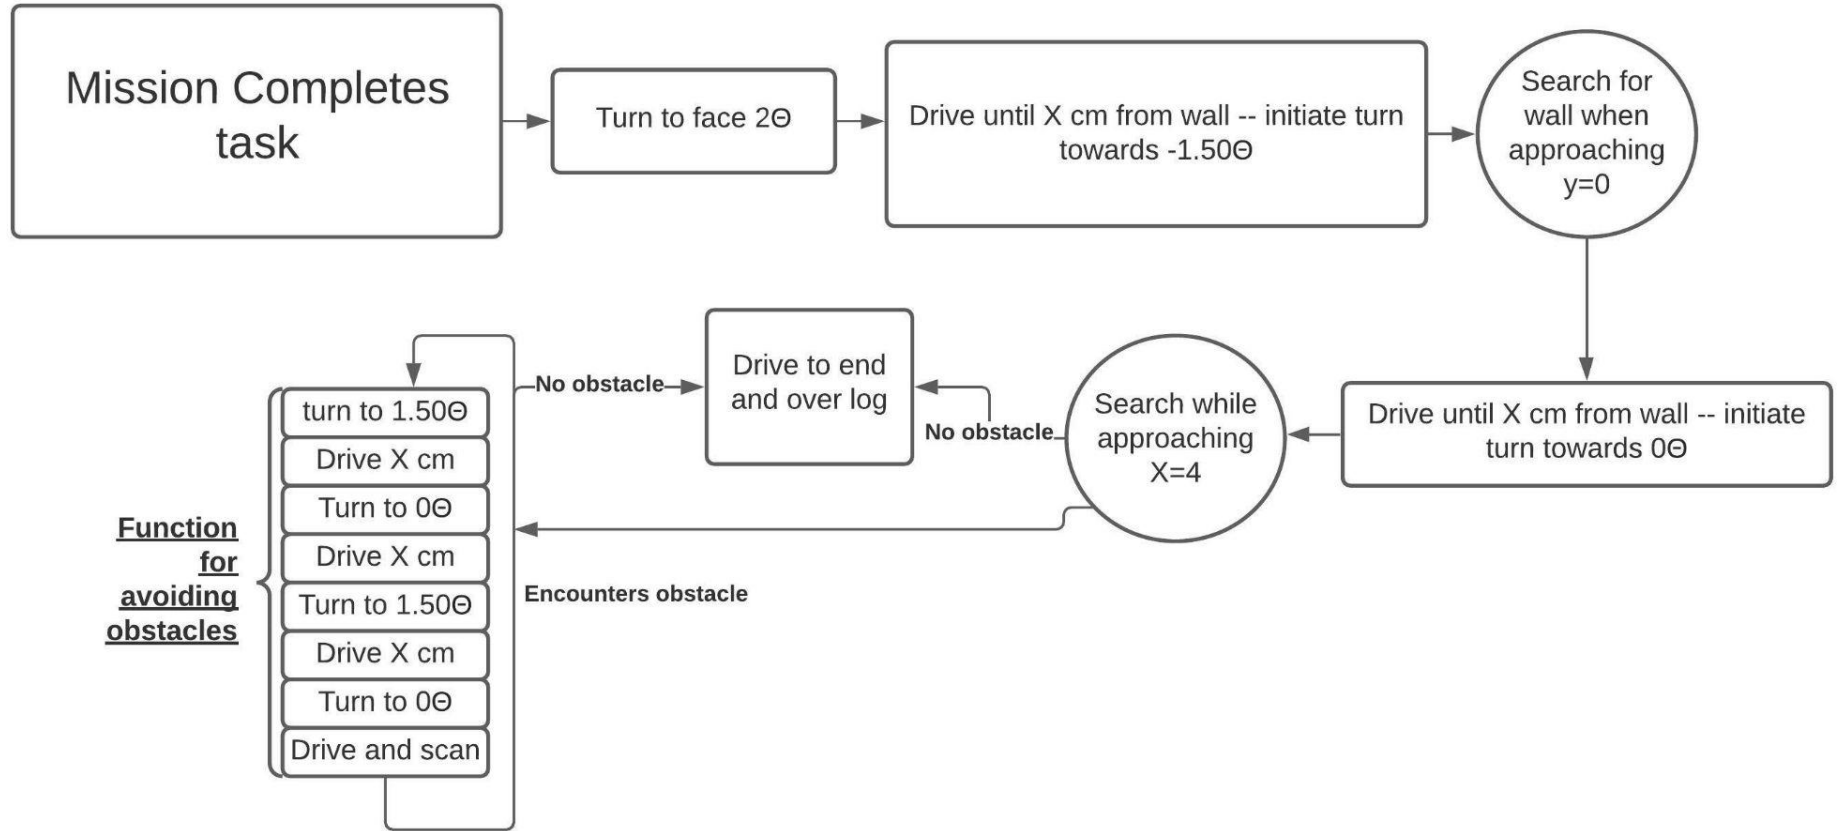 Mission Completes
task
Turn to face 2Θ
Drive until X cm from wall -- initiate turn
towards -1.50Θ
Search for
wall when
approaching
y=0
Drive until X cm from wall -- initiate
turn towards 0Θ
Search while
approaching
X=4
No obstacle
Drive to end
and over log
No obstacle
Encounters obstacle
Function
for
avoiding
obstacles
turn to 1.50Θ
Drive X cm
Turn to 0Θ
Drive X cm
Turn to 1.50Θ
Drive X cm
Turn to 0Θ
Drive and scan